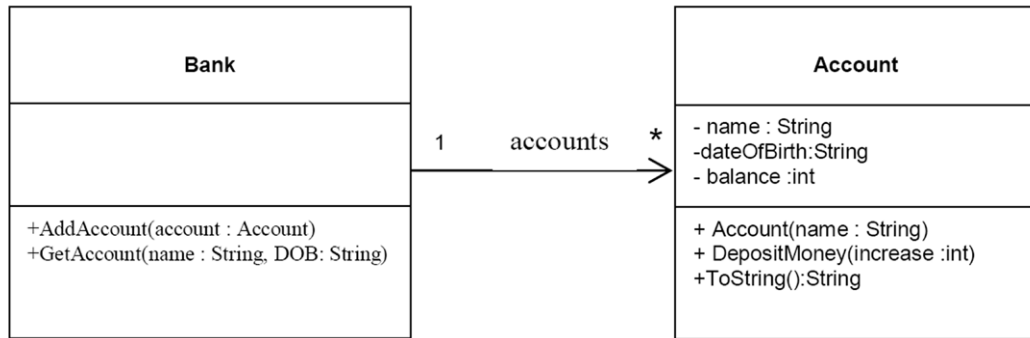 Bank
+AddAccount(account : Account)
+GetAccount(name : String, DOB: String)
1
accounts
*
Account
- name : String
-dateOfBirth:String
- balance :int
+ Account(name : String)
+ DepositMoney(increase :int)
+ToString():String